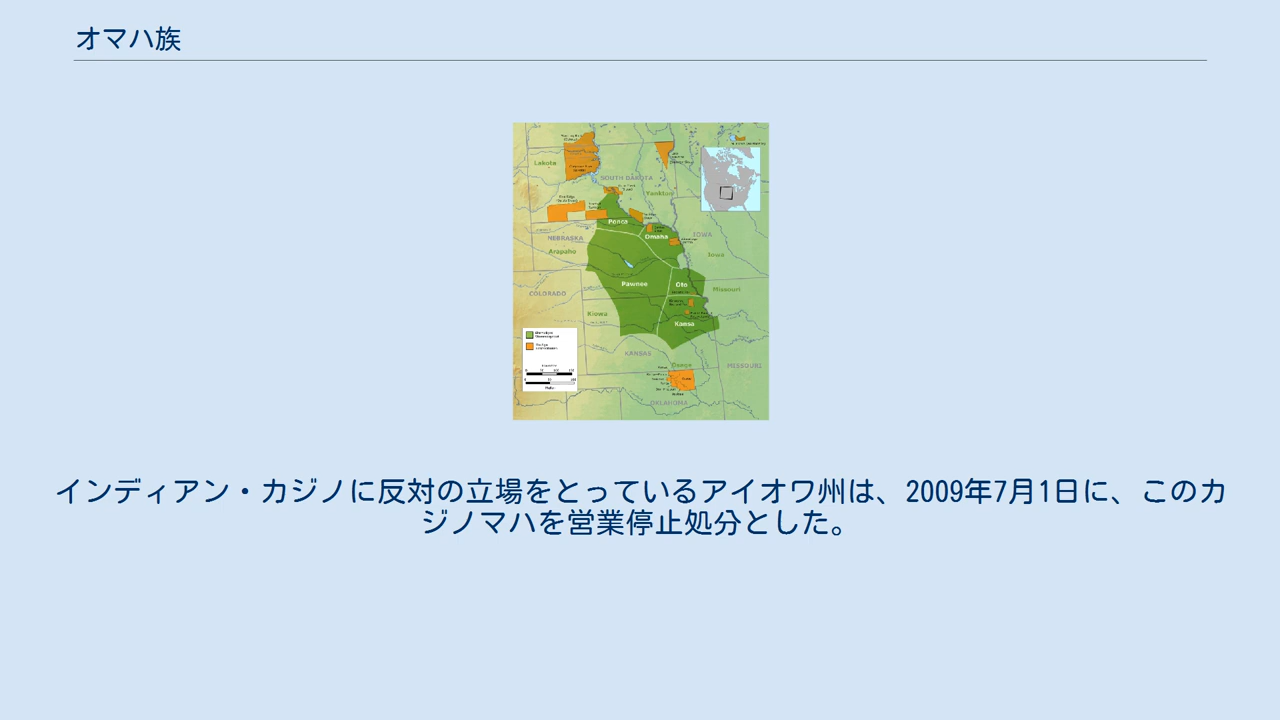 オマハ族
Lakota
SOUTH DAKOTA
Yankton
Ponca
Omaha
NEBRASKA
IOWA
Arapaho
Iowa
Pawnee
Oto
Missouri
COLORADO
Kiowa
Kansa
KANSAS
Osage
MISSOURI
OKLAHOMA
インディアン・カジノに反対の立場をとっているアイオワ州は、2009年7月1日に、このカ
ジノマハを営業停止処分とした。